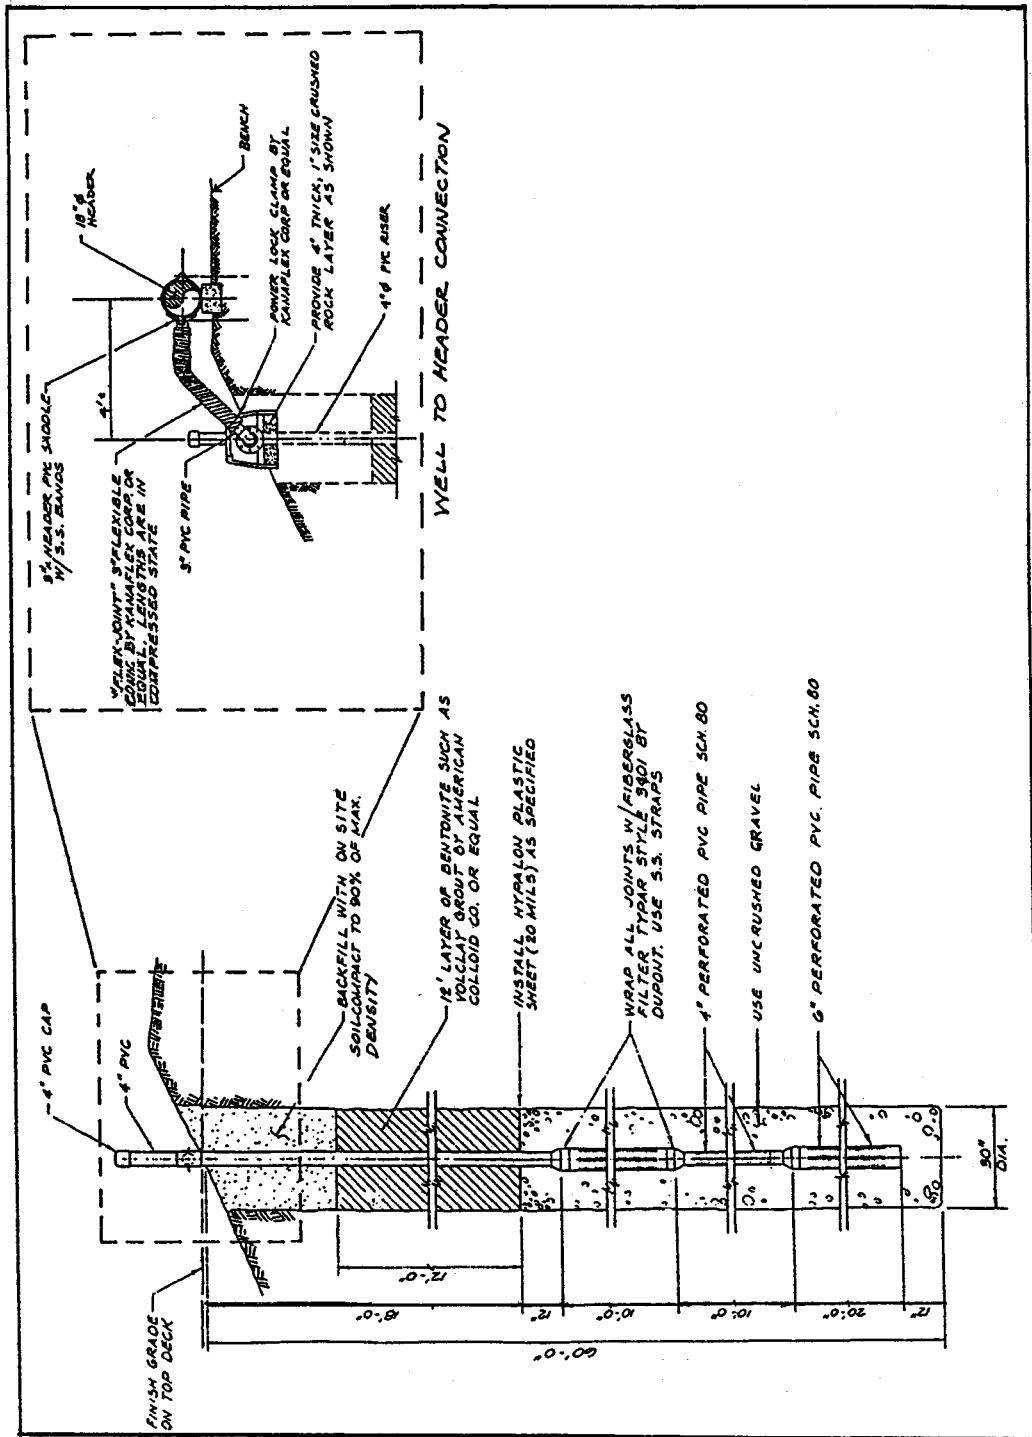 3"x HEADER PVC SADDLE
W/ S.S. BANDS
"FLEX-JOINT" 3" FLEXIBLE
BY KANAFLEX CORP. OR
EQUAL. LENGTHS ARE IN
COMPRESSED STATE
3" PVC PIPE
18" ⌀
HEADER
4'±
BENCH
POWER LOCK CLAMP BY
KANAFLEX CORP OR EQUAL
PROVIDE 4" THICK, 1" SIZE CRUSHED
ROCK LAYER AS SHOWN
4" ⌀ PVC RISER
WELL TO HEADER CONNECTION
4" PVC CAP
4" PVC
FINISH GRADE
ON TOP DECK
BACKFILL WITH ON SITE
SOIL-COMPACT TO 90% OF MAX.
DENSITY
12' LAYER OF BENTONITE SUCH AS
VOLCLAY GROUT BY AMERICAN
COLLOID CO. OR EQUAL
INSTALL HYPALON PLASTIC
SHEET (20 MILS) AS SPECIFIED
WRAP ALL JOINTS W/ FIBERGLASS
FILTER TYPAR STYLE 3401 BY
DUPONT. USE S.S. STRAPS
4" PERFORATED PVC PIPE SCH. 80
USE UNCRUSHED GRAVEL
6" PERFORATED PVC. PIPE SCH. 80
12'-0"
18'-0"
12"
10'-0"
10'-0"
20'-0"
12"
60'-0"
30"
DIA.